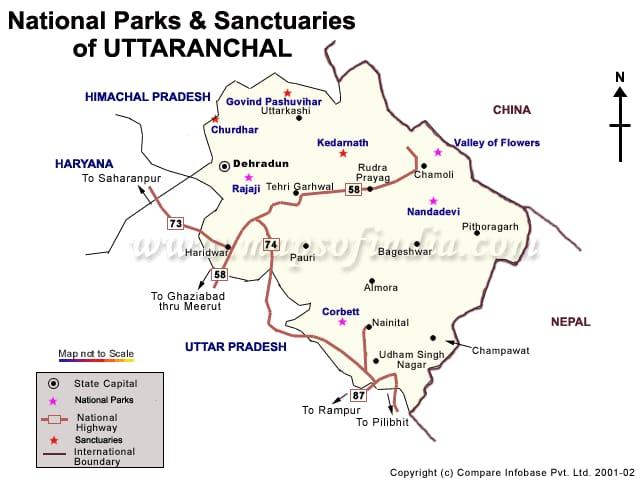 National Parks & Sanctuaries
of UTTARANCHAL
N
HIMACHAL PRADESH
Govind Pashuvihar
Uttarkashi
CHINA
Churdhar
Kedarnath
Valley of Flowers
HARYANA
Dehradun
To Saharanpur
Rajaji
Tehri Garhwal
58
Rudra
Prayag
Chamoli
Nandadevi
73
74
Pithoragarh
www.mapsofindia.com
Haridwar
Pauri
Bageshwar
58
To Ghaziabad
thru Meerut
Almora
Corbett
Nainital
NEPAL
UTTAR PRADESH
Champawat
Udham Singh
Nagar
87
To Rampur
To Pilibhit
Map not to Scale
State Capital
National Parks
National
Highway
Sanctuaries
International
Boundary
Copyright (c) Compare Infobase Pvt. Ltd. 2001-02